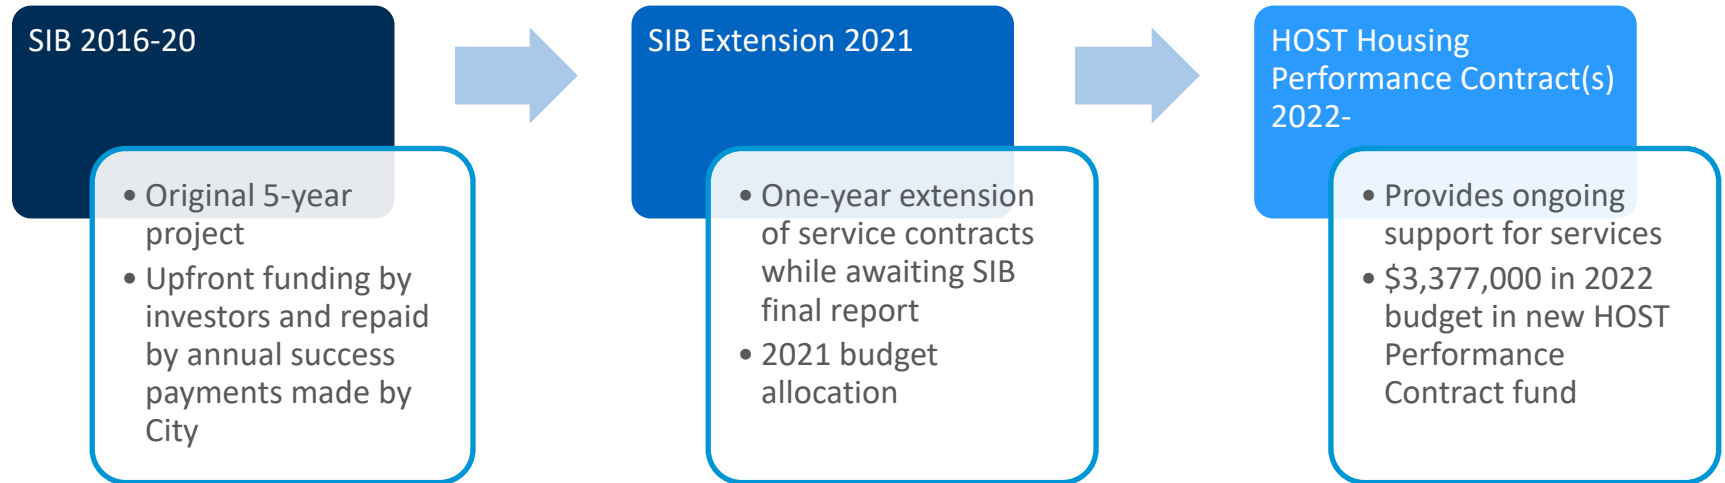 SIB 2016-20
• Original 5-year
project
• Upfront funding by
investors and repaid
by annual success
payments made by
City
SIB Extension 2021
• One-year extension
of service contracts
while awaiting SIB
final report
• 2021 budget
allocation
HOST Housing
Performance Contract(s)
2022-
• Provides ongoing
support for services
• $3,377,000 in 2022
budget in new HOST
Performance
Contract fund